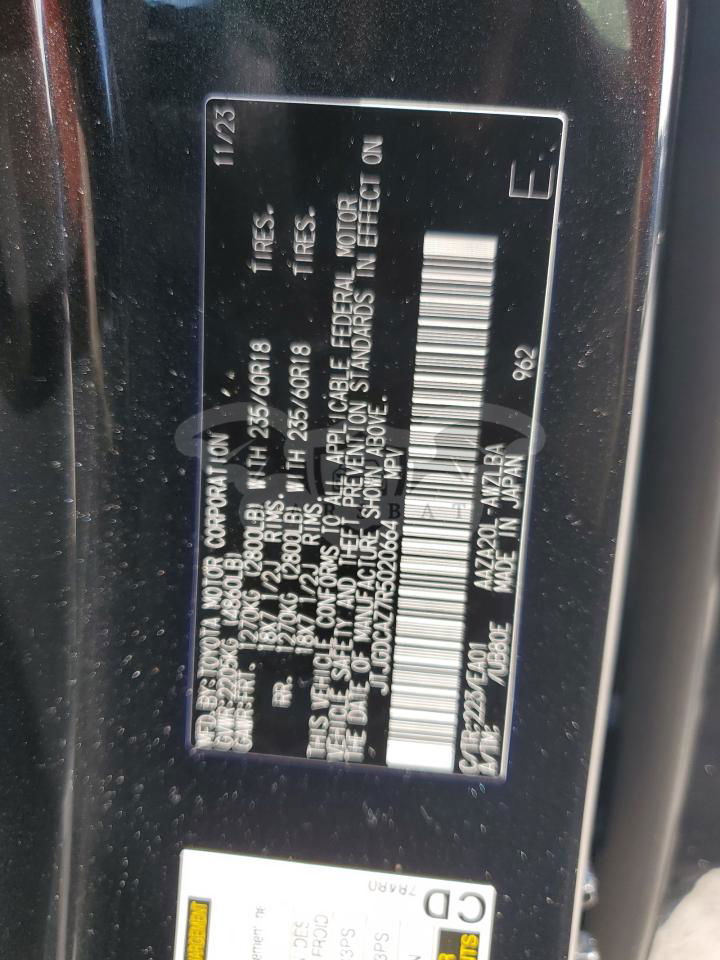 MFD.BY:TOYOTA MOTOR CORPORATION 11/23
GVWR:2205KG (4860LB)
GAWR:FRT. 1270KG (2800LB) WITH 235/60R18 TIRES.
18X7 1/2J RIMS.
RR. 1270KG (2800LB) WITH 235/60R18 TIRES.
18X7 1/2J RIMS.
THIS VEHICLE CONFORMS TO ALL APPLICABLE FEDERAL MOTOR
VEHICLE SAFETY AND THEFT PREVENTION STANDARDS IN EFFECT ON
THE DATE OF MANUFACTURE SHOWN ABOVE.
JTJGDCAZ7R5020664 MPV
C/TR:223/EA01 AAZA20L-AWZLBA
A/TM: /UB80E MADE IN JAPAN 962 E
CD
78480